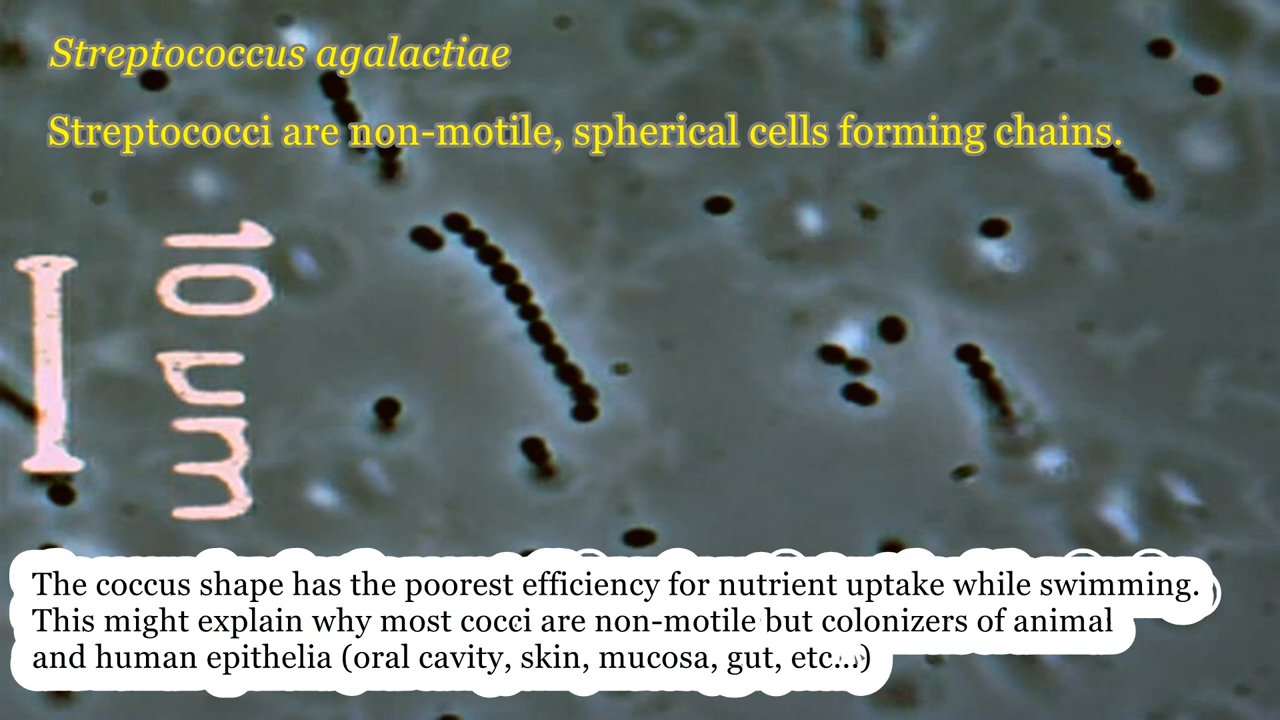 Streptococcus agalactiae
Streptococci are non-motile, spherical cells forming chains.
10 um
The coccus shape has the poorest efficiency for nutrient uptake while swimming.
This might explain why most cocci are non-motile but colonizers of animal
and human epithelia (oral cavity, skin, mucosa, gut, etc...)